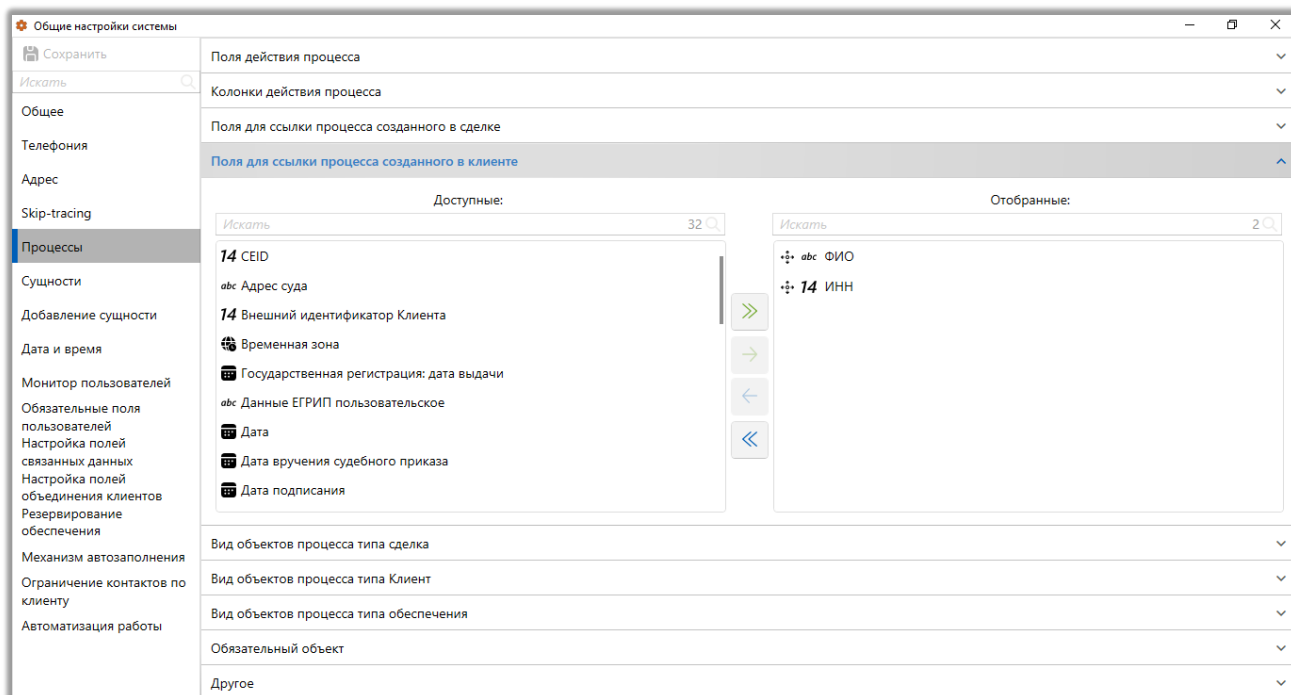 Общие настройки системы
Сохранить
Искать
Общее
Телефония
Адрес
Skip-tracing
Процессы
Сущности
Добавление сущности
Дата и время
Монитор пользователей
Обязательные поля
пользователей
Настройка полей
связанных данных
Настройка полей
объединения клиентов
Резервирование
обеспечения
Механизм автозаполнения
Ограничение контактов по
клиенту
Автоматизация работы
Поля действия процесса
Колонки действия процесса
Поля для ссылки процесса созданного в сделке
Поля для ссылки процесса созданного в клиенте
Доступные:
Искать 32
14 CEID
abc Адрес суда
14 Внешний идентификатор Клиента
Временная зона
Государственная регистрация: дата выдачи
abc Данные ЕГРИП пользовательское
Дата
Дата вручения судебного приказа
Дата подписания
Отобранные:
Искать 2
abc ФИО
14 ИНН
Вид объектов процесса типа сделка
Вид объектов процесса типа Клиент
Вид объектов процесса типа обеспечения
Обязательный объект
Другое